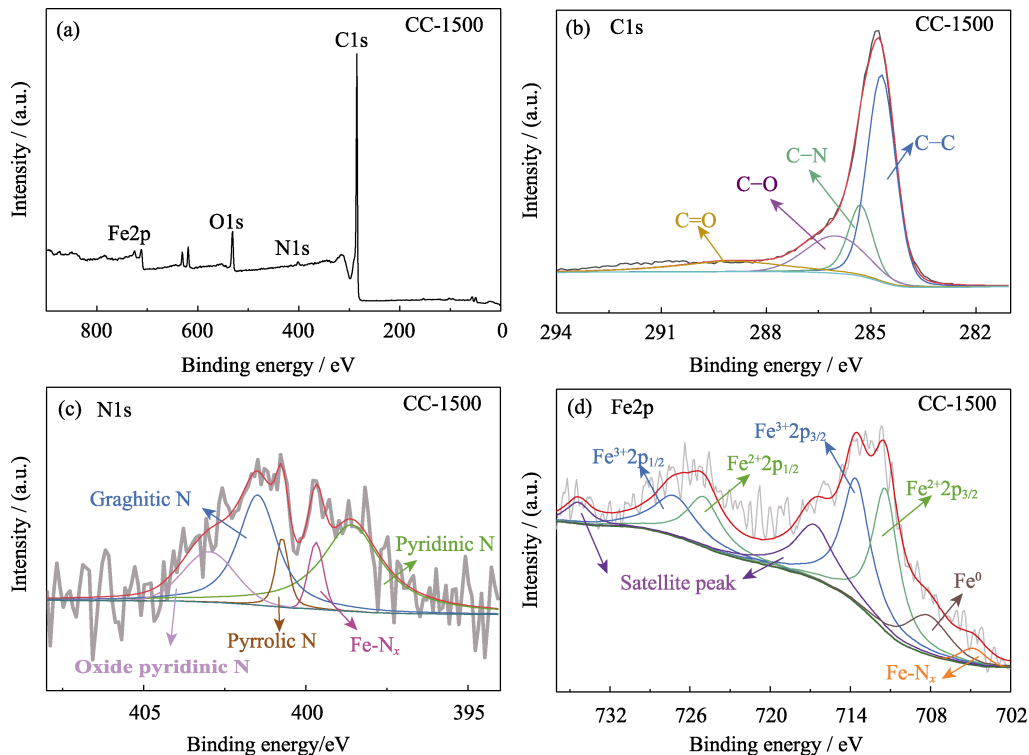 (a)
CC-1500
C1s
Fe2p
O1s
N1s
Intensity / (a.u.)
800
600
400
200
0
Binding energy / eV
(b)
C1s
CC-1500
C−C
C−N
C−O
C=O
Intensity / (a.u.)
294
291
288
285
282
Binding energy / eV
(c)
N1s
CC-1500
Graghitic N
Pyridinic N
Pyrrolic N
Fe-Nx
Oxide pyridinic N
Intensity / (a.u.)
405
400
395
Binding energy/eV
(d)
Fe2p
CC-1500
Fe³⁺2p3/2
Fe³⁺2p1/2
Fe²⁺2p1/2
Fe²⁺2p3/2
Satellite peak
Fe⁰
Fe-Nx
Intensity / (a.u.)
732
726
720
714
708
702
Binding energy / eV